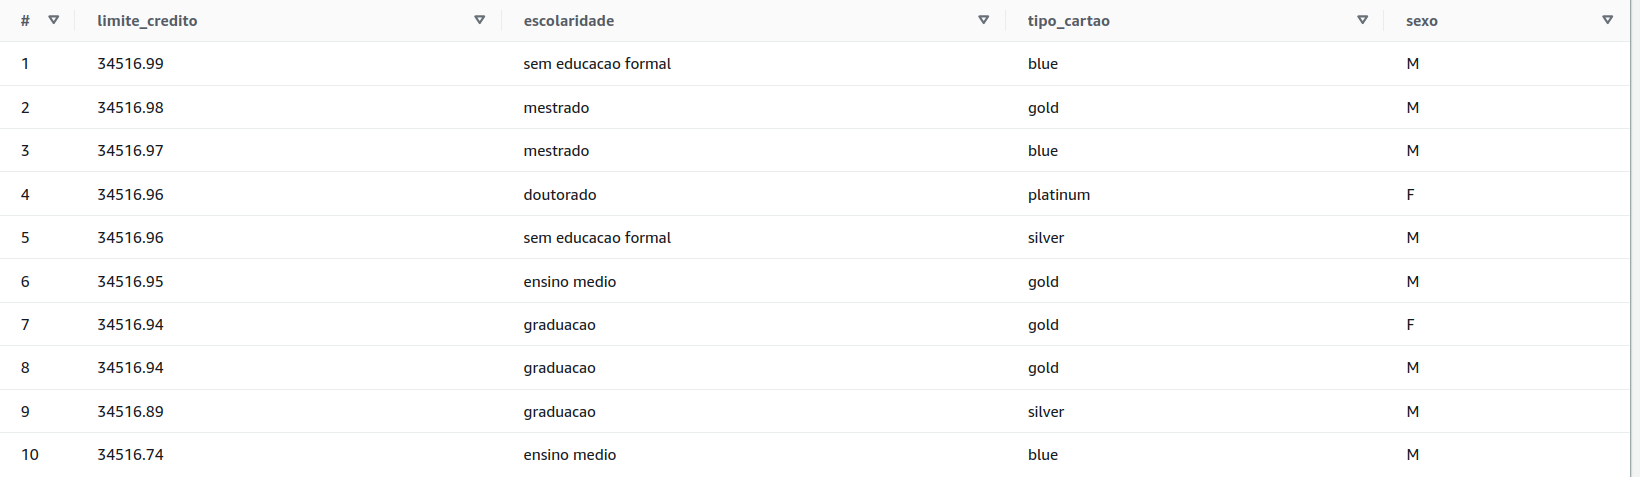 # limite_credito escolaridade tipo_cartao sexo
1 34516.99 sem educacao formal blue M
2 34516.98 mestrado gold M
3 34516.97 mestrado blue M
4 34516.96 doutorado platinum F
5 34516.96 sem educacao formal silver M
6 34516.95 ensino medio gold M
7 34516.94 graduacao gold F
8 34516.94 graduacao gold M
9 34516.89 graduacao silver M
10 34516.74 ensino medio blue M